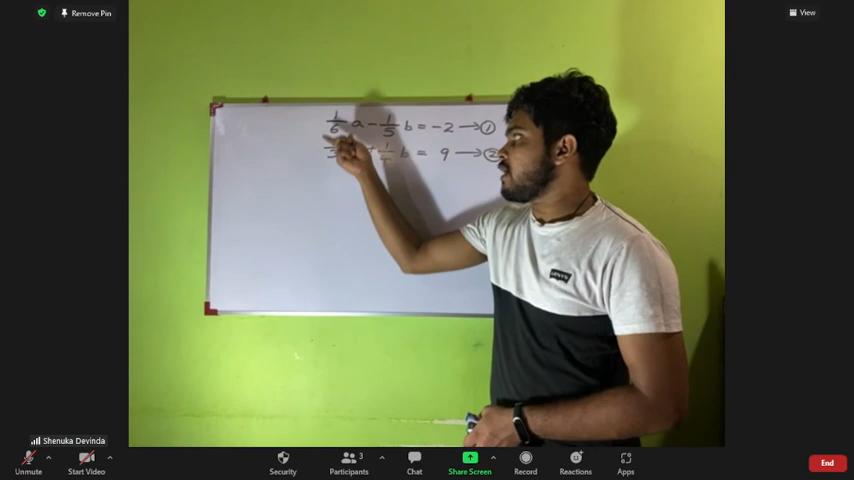 Remove Pin
View
1/6 a - 1/5 b = -2 → ①
b = 9 → ②
LEVI'S
Shenuka Devinda
Unmute
Start Video
Security
3
Participants
Chat
Share Screen
Record
Reactions
Apps
End